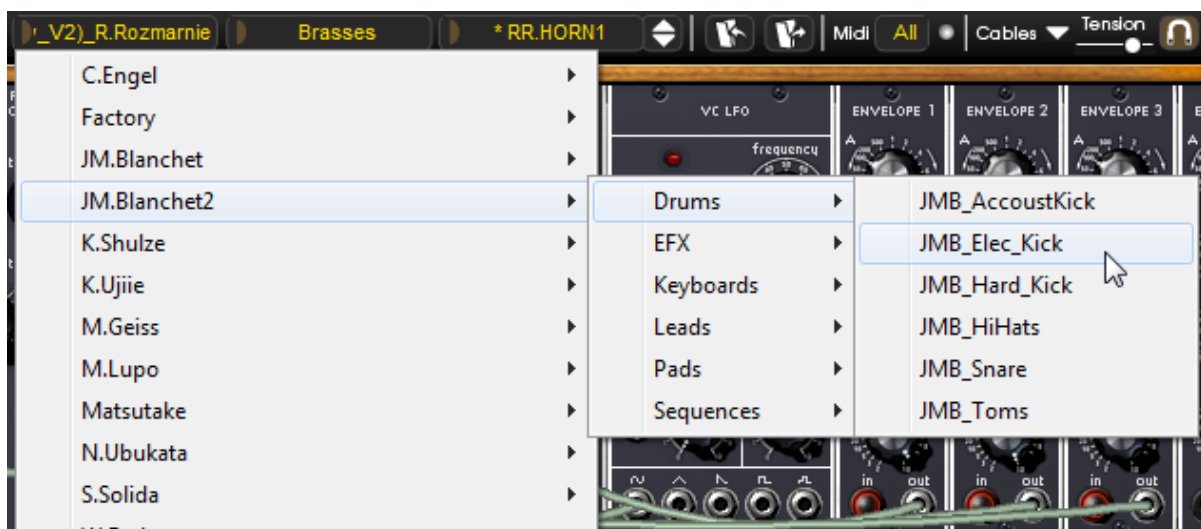 _V2)_R.Rozmarnie Brasses * RR.HORN1 Midi All Cables Tension
C.Engel
Factory
JM.Blanchet
JM.Blanchet2
K.Shulze
K.Ujiie
M.Geiss
M.Lupo
Matsutake
N.Ubukata
S.Solida
VC LFO
frequency
ENVELOPE 1 ENVELOPE 2 ENVELOPE 3
A A A
Drums
EFX
Keyboards
Leads
Pads
Sequences
JMB_AccoustKick
JMB_Elec_Kick
JMB_Hard_Kick
JMB_HiHats
JMB_Snare
JMB_Toms
in out in out in out